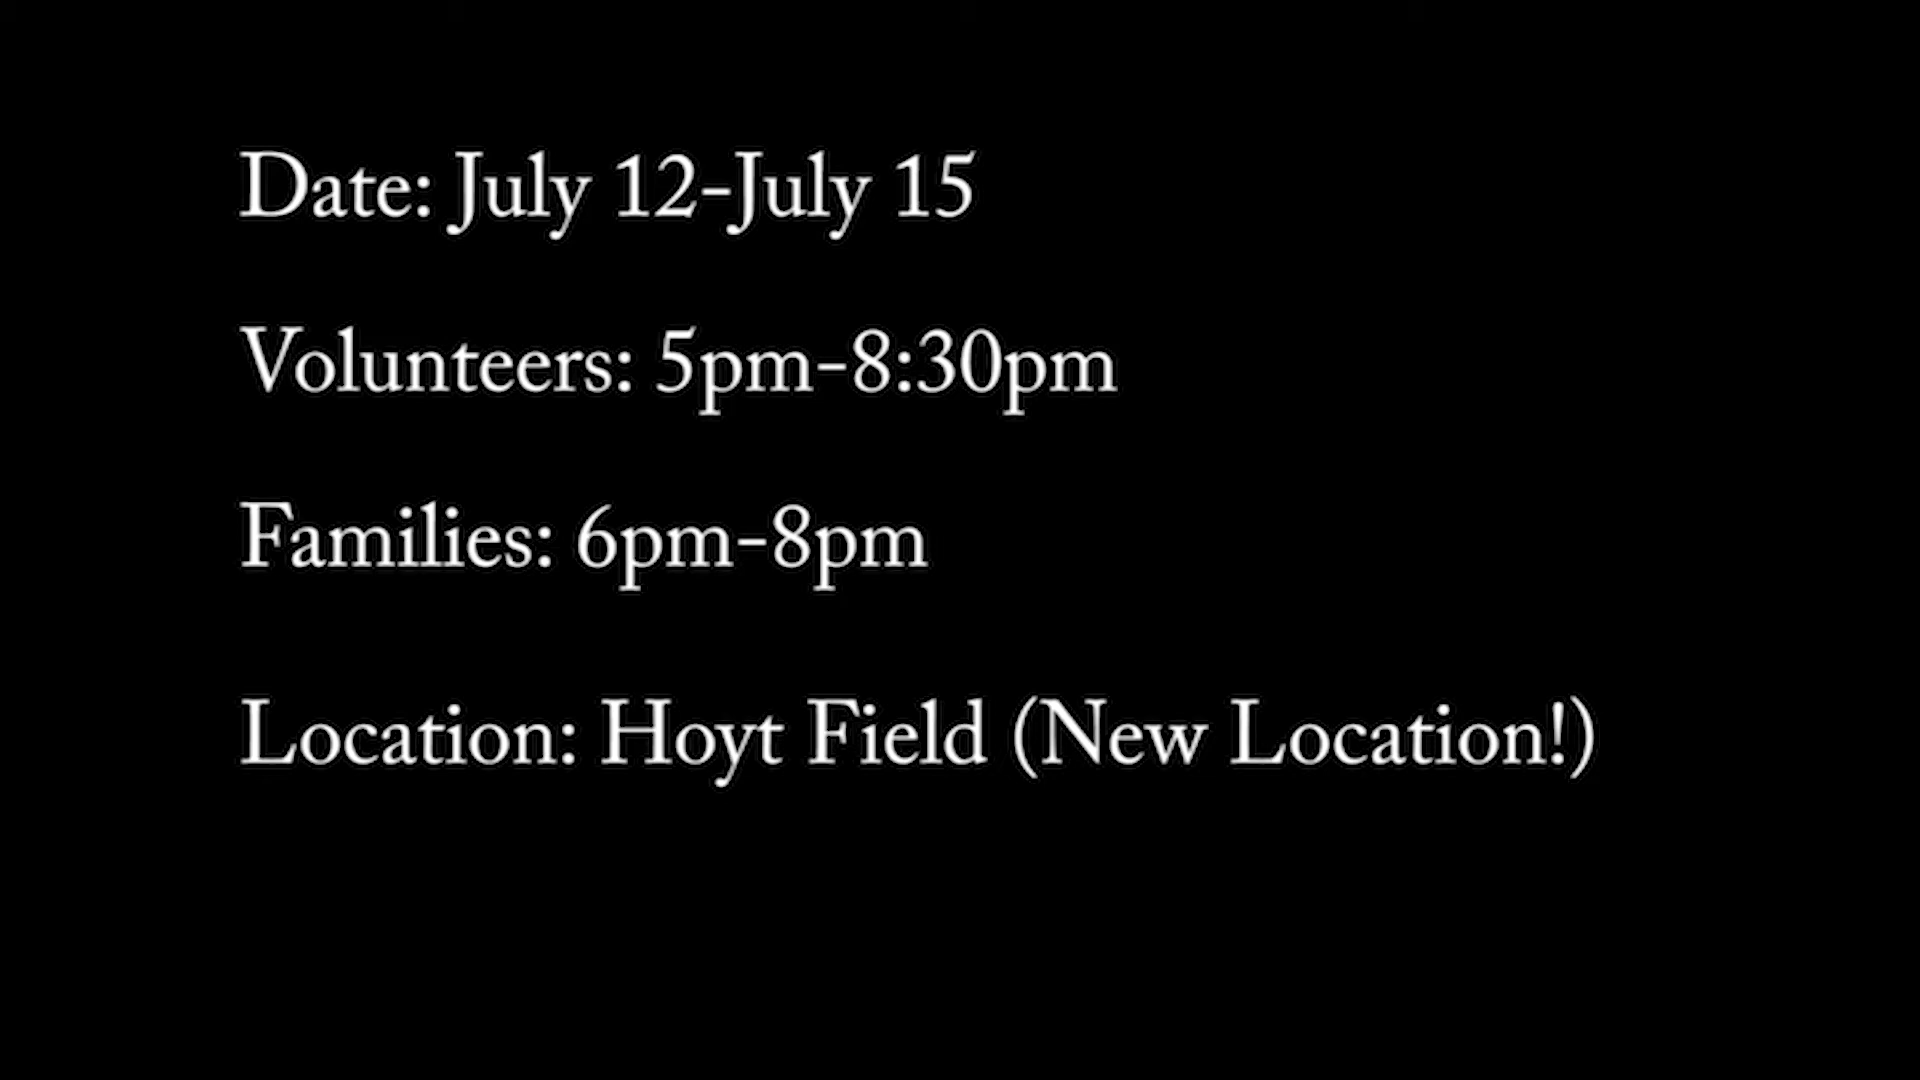 Date: July 12-July 15
Volunteers: 5pm-8:30pm
Families: 6pm-8pm
Location: Hoyt Field (New Location!)